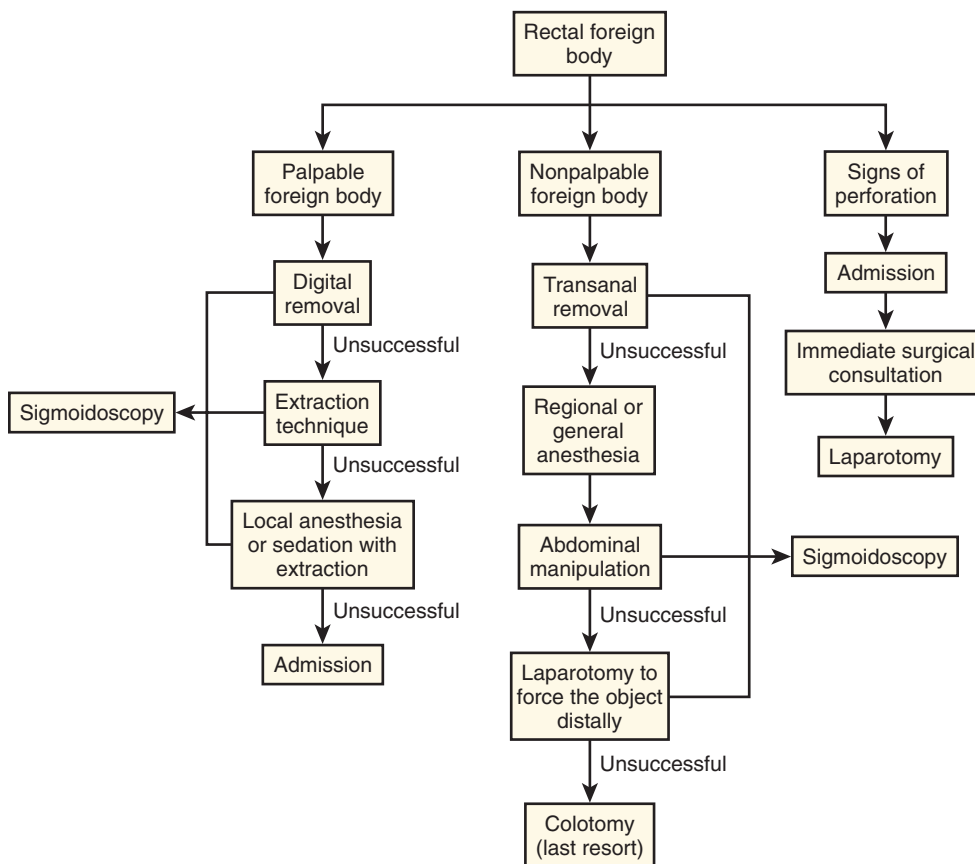 Rectal foreign
body
Palpable
foreign body
Nonpalpable
foreign body
Signs of
perforation
Digital
removal
Transanal
removal
Admission
Unsuccessful
Unsuccessful
Immediate surgical
consultation
Sigmoidoscopy
Extraction
technique
Regional or
general
anesthesia
Laparotomy
Unsuccessful
Local anesthesia
or sedation with
extraction
Abdominal
manipulation
Sigmoidoscopy
Unsuccessful
Unsuccessful
Admission
Laparotomy to
force the object
distally
Unsuccessful
Colotomy
(last resort)